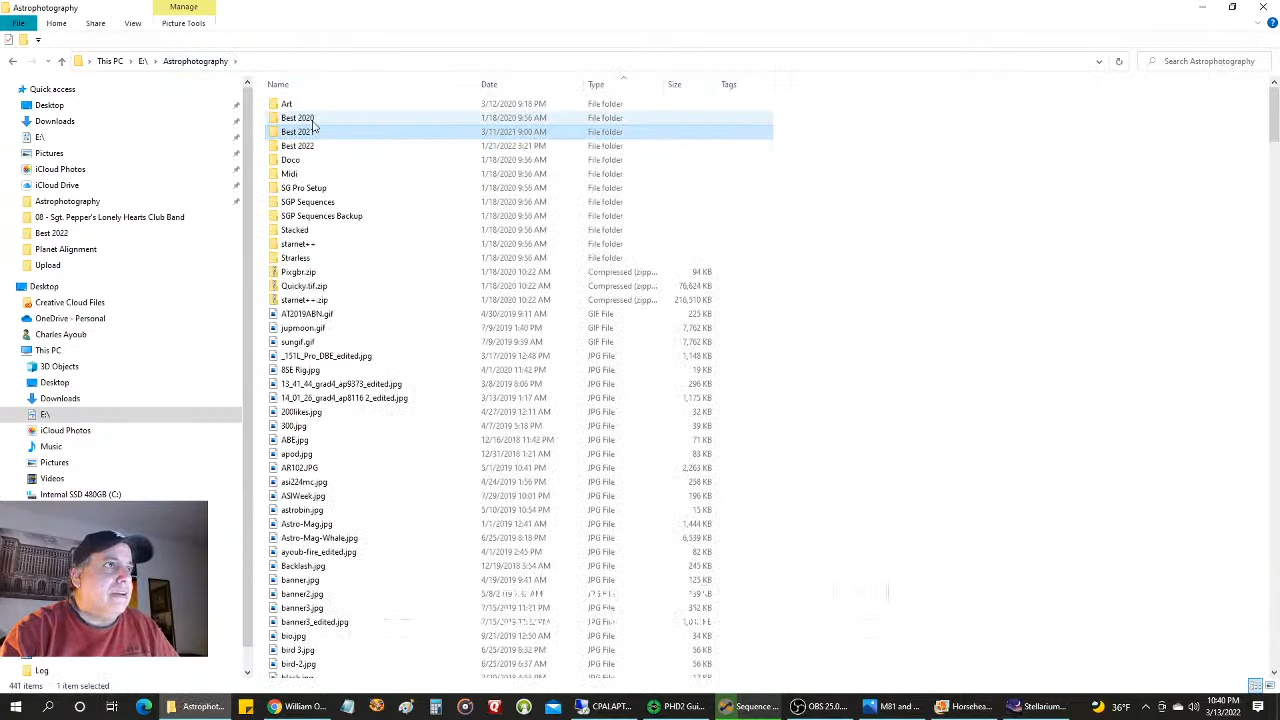 Astrophotography
Manage
File Home Share View Picture Tools
This PC > E:\ > Astrophotography >
Search Astrophotography
Name Date Type Size Tags
Quick access
Desktop
Downloads
E:\
Pictures
iCloud Photos
iCloud Drive
Astrophotography
08 - Sgt. Pepper's Lonely Hearts Club Band
Best 2022
Planet Alignment
Upload
Desktop
Creative Cloud Files
OneDrive - Personal
Charles Ayoub
This PC
3D Objects
Desktop
Downloads
E:\
iCloud Photos
Music
Pictures
Videos
Internal SSD 480GB (C:)
Log
Art 3/12/2020 9:18 PM File folder
Best 2020 1/18/2020 9:56 AM File folder
Best 2021 3/11/2021 9:00 AM File folder
Best 2022 1/21/2022 3:21 PM File folder
Doco 1/18/2020 9:56 AM File folder
Midi 1/18/2020 9:56 AM File folder
SG Pro Setup 1/18/2020 9:56 AM File folder
SGP Sequences 1/18/2020 9:56 AM File folder
SGP Sequences Backup 1/18/2020 9:56 AM File folder
Stacked 1/18/2020 9:56 AM File folder
starnet++ 1/18/2020 9:56 AM File folder
Strarless 1/18/2020 9:56 AM File folder
Pixgbr.zip 1/18/2020 10:22 AM Compressed (zipp... 94 KB
Quicky.tif.zip 1/18/2020 10:22 AM Compressed (zipp... 76,624 KB
starnet++.zip 1/18/2020 10:22 AM Compressed (zipp... 216,510 KB
AT2019ABN.gif 4/30/2019 9:11 AM GIF File 225 KB
jupmoon.gif 7/9/2019 1:40 PM GIF File 7,762 KB
sungif.gif 7/9/2019 9:39 AM GIF File 7,762 KB
_151L_Pro_DBE_edited.jpg 3/17/2019 12:48 PM JPG File 1,148 KB
8SE Rig.jpg 4/1/2020 11:42 PM JPG File 19 KB
13_41_44_grad4_ap9373_edited.jpg 3/8/2019 8:06 PM JPG File 296 KB
14_01_26_grad4_ap8116 2_edited.jpg 3/13/2019 1:17 AM JPG File 1,175 KB
200likes.jpg 4/27/2019 12:11 AM JPG File 32 KB
300.jpg 4/7/2019 5:18 PM JPG File 39 KB
ABE.jpg 12/16/2018 11:42 PM JPG File 71 KB
apod.jpg 12/31/2018 1:21 AM JPG File 83 KB
AR102.JPG 5/1/2019 10:41 PM JPG File 2,263 KB
asi224mc.jpg 4/24/2019 1:56 PM JPG File 258 KB
ASIWeek.jpg 7/29/2019 10:01 PM JPG File 196 KB
astrobin.jpg 5/10/2019 10:54 PM JPG File 15 KB
Astro-Mag.jpg 1/1/2019 12:41 AM JPG File 1,444 KB
Astro-Mag-Whale.jpg 6/25/2019 8:18 PM JPG File 6,539 KB
ayoub-fire_edited.jpg 4/1/2019 2:45 PM JPG File 82 KB
Backlash.jpg 12/19/2018 3:54 AM JPG File 245 KB
banner.jpg 4/19/2019 9:41 AM JPG File 125 KB
banner2.jpg JPG File
banner3.jpg 7/15/2019 11:21 PM JPG File 352 KB
banner3_edited.jpg JPG File
bio.jpg 9/21/2019 12:50 AM JPG File 34 KB
bird 3.jpg 6/25/2019 8:32 PM JPG File 56 KB
bird-2.jpg 6/25/2019 6:37 AM JPG File 56 KB
441 items 1 item selected
Astrophot... William O... CPALAPT... PHD2 Gui... Sequence ... OBS 25.0... M81 and ... Horsehea... Stellarium... 36°F
10:40 PM
3/13/2022